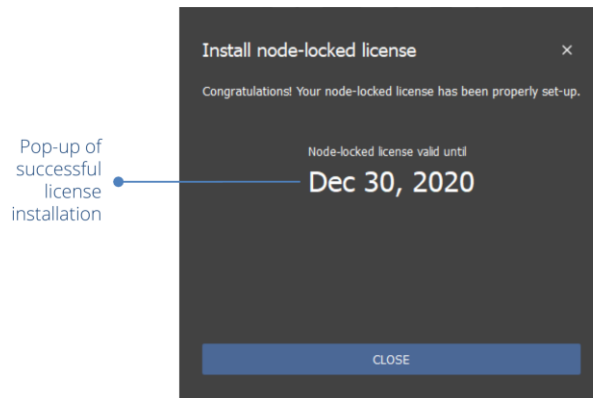 Install node-locked license ×
Congratulations! Your node-locked license has been properly set-up.
Pop-up of
successful
license
installation
Node-locked license valid until
Dec 30, 2020
CLOSE